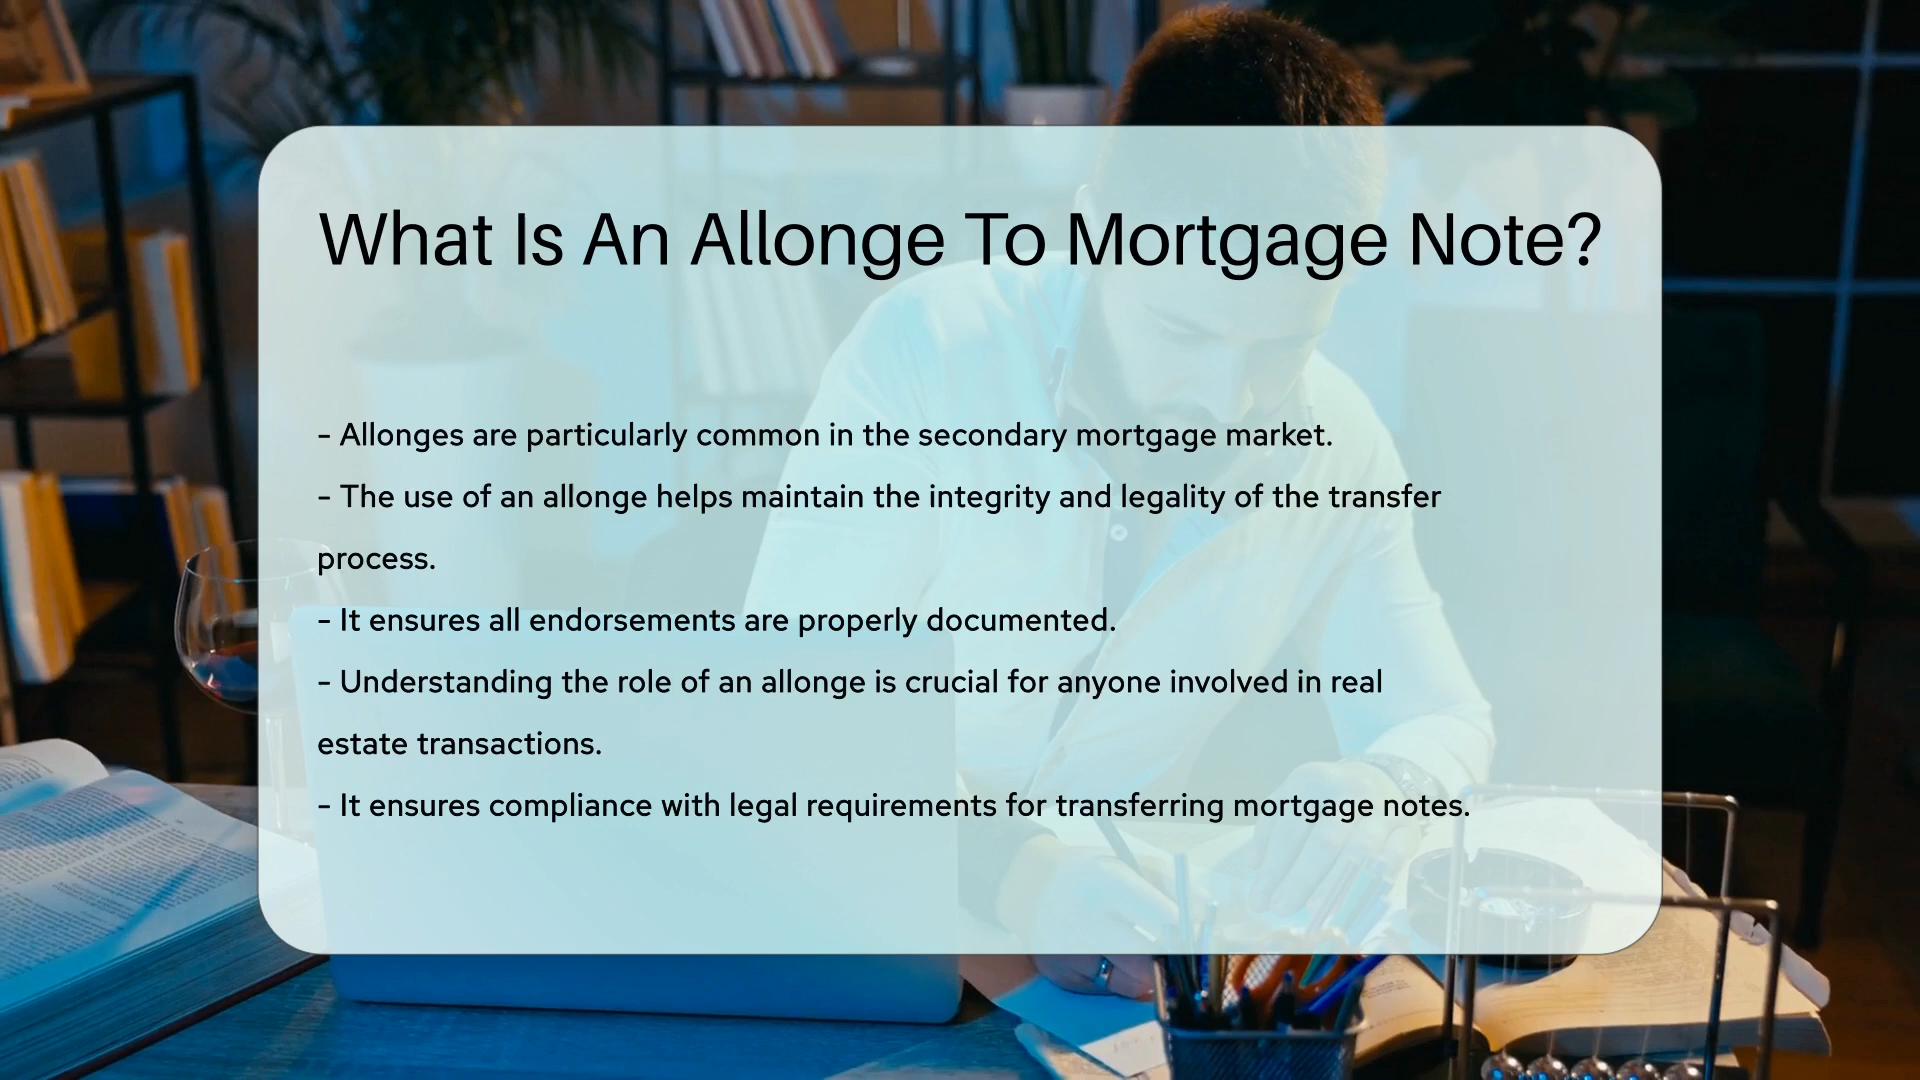 What Is An Allonge To Mortgage Note?
- Allonges are particularly common in the secondary mortgage market.
- The use of an allonge helps maintain the integrity and legality of the transfer
process.
- It ensures all endorsements are properly documented.
- Understanding the role of an allonge is crucial for anyone involved in real
estate transactions.
- It ensures compliance with legal requirements for transferring mortgage notes.